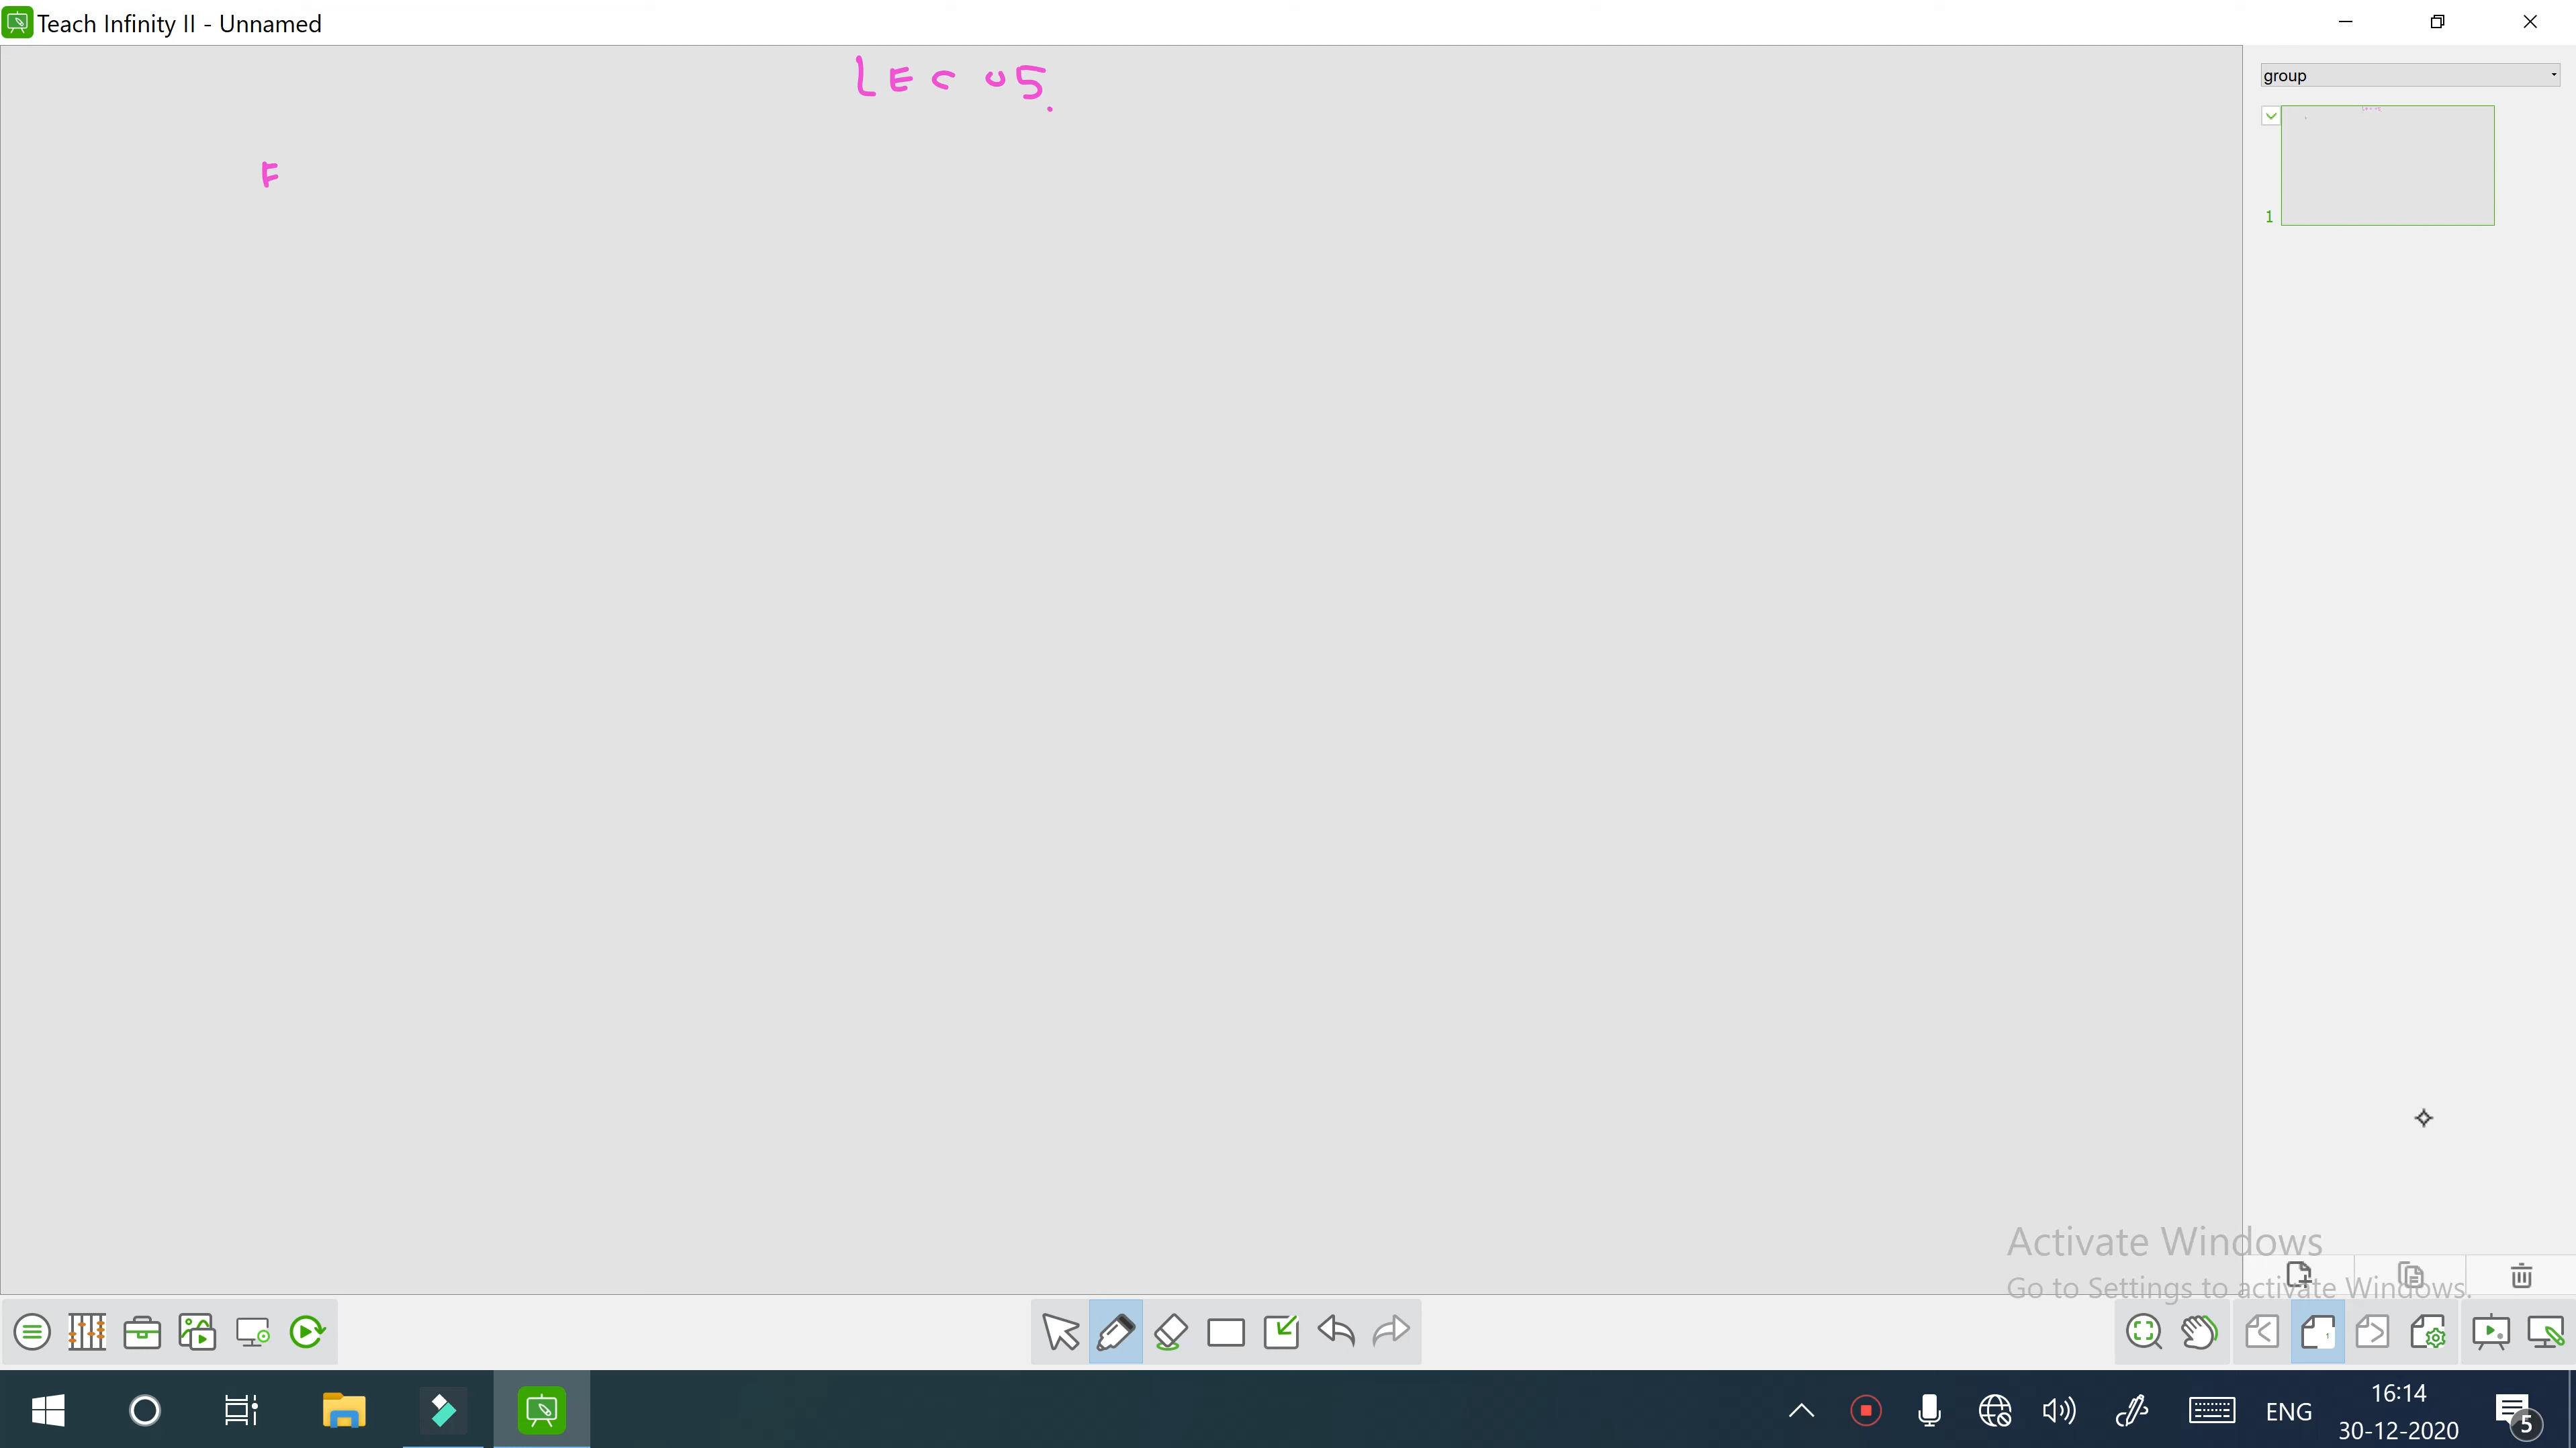 Teach Infinity II - Unnamed
LEC 05.
F
group
1
Activate Windows
Go to Settings to activate Windows.
1
ENG
16:14
30-12-2020
5